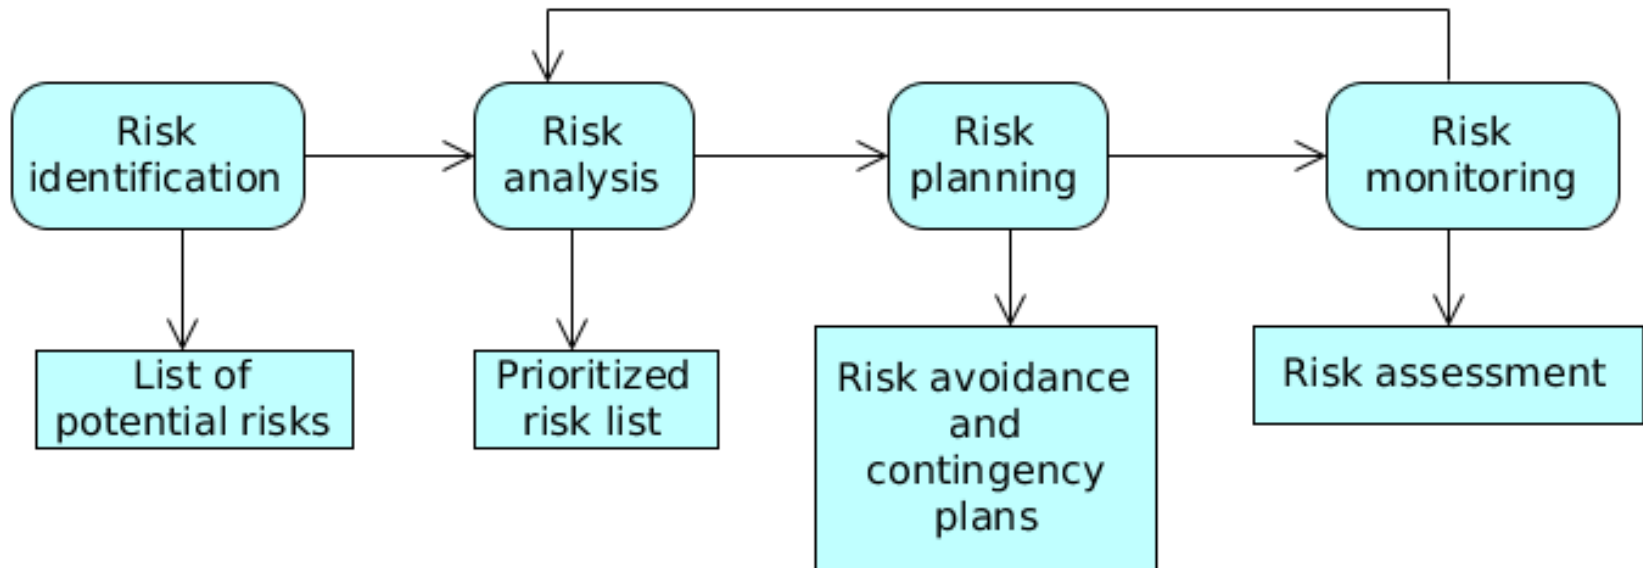 Risk
identification
Risk
analysis
Risk
planning
Risk
monitoring
List of
potential risks
Prioritized
risk list
Risk avoidance
and
contingency
plans
Risk assessment